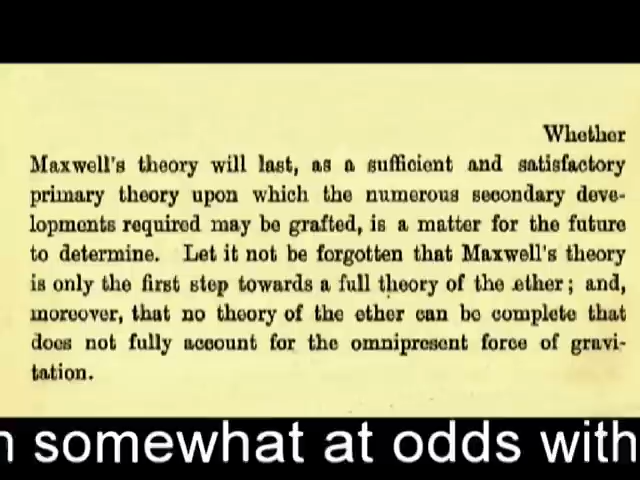 Whether
Maxwell's theory will last, as a sufficient and satisfactory
primary theory upon which the numerous secondary deve-
lopments required may be grafted, is a matter for the future
to determine. Let it not be forgotten that Maxwell's theory
is only the first step towards a full theory of the ether; and,
moreover, that no theory of the ether can be complete that
does not fully account for the omnipresent force of gravi-
tation.
somewhat at odds with